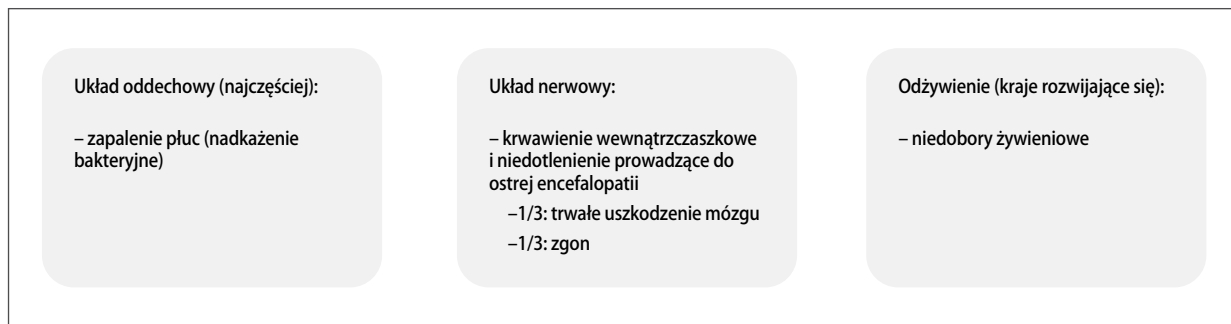 Układ oddechowy (najczęściej):
– zapalenie płuc (nadkażenie
bakteryjne)
Układ nerwowy:
– krwawienie wewnątrzczaszkowe
i niedotlenienie prowadzące do
ostrej encefalopatii
–1/3: trwałe uszkodzenie mózgu
–1/3: zgon
Odżywienie (kraje rozwijające się):
– niedobory żywieniowe